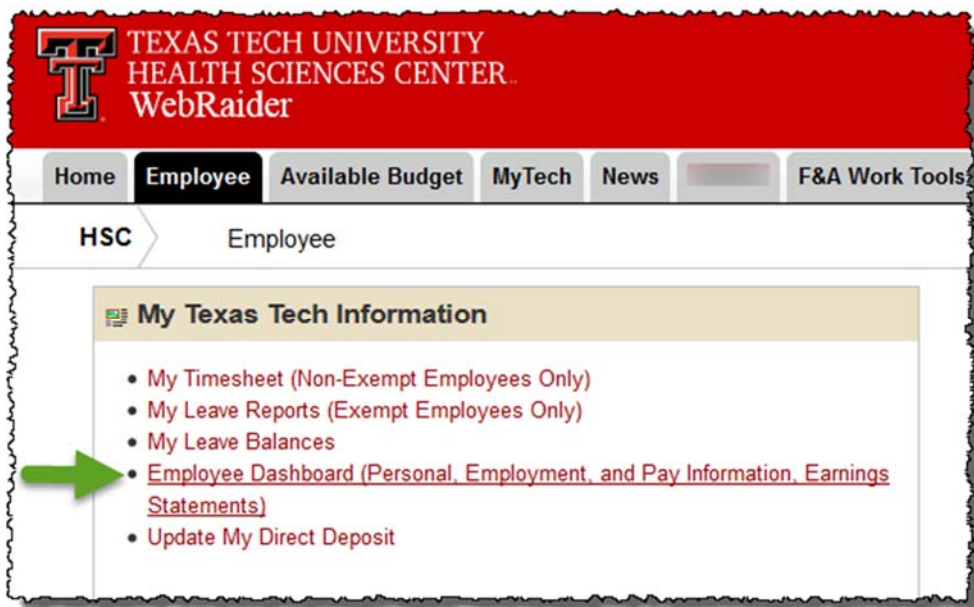 TEXAS TECH UNIVERSITY
HEALTH SCIENCES CENTER
WebRaider
Home Employee Available Budget MyTech News F&A Work Tools
HSC Employee
My Texas Tech Information
My Timesheet (Non-Exempt Employees Only)
My Leave Reports (Exempt Employees Only)
My Leave Balances
Employee Dashboard (Personal, Employment, and Pay Information, Earnings
Statements)
Update My Direct Deposit